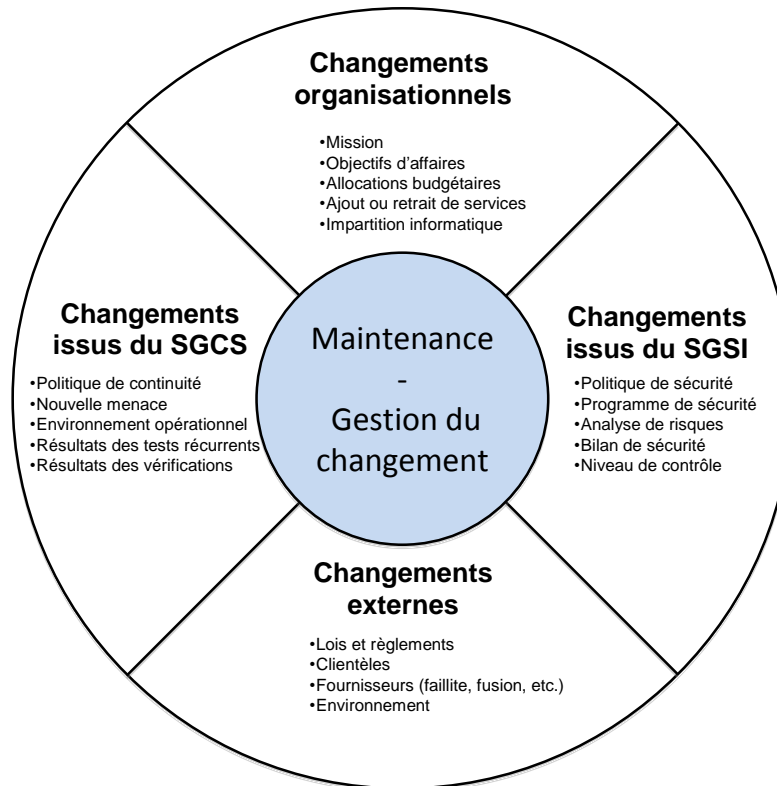 Changements
organisationnels
•Mission
•Objectifs d’affaires
•Allocations budgétaires
•Ajout ou retrait de services
•Impartition informatique
Changements
issus du SGCS
•Politique de continuité
•Nouvelle menace
•Environnement opérationnel
•Résultats des tests récurrents
•Résultats des vérifications
Maintenance
-
Gestion du
changement
Changements
issus du SGSI
•Politique de sécurité
•Programme de sécurité
•Analyse de risques
•Bilan de sécurité
•Niveau de contrôle
Changements
externes
•Lois et règlements
•Clientèles
•Fournisseurs (faillite, fusion, etc.)
•Environnement